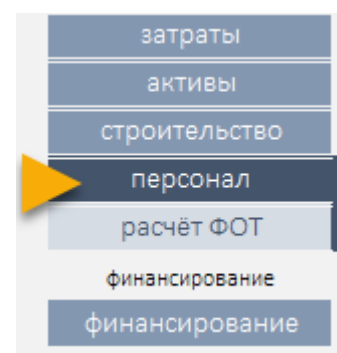 затраты
активы
строительство
персонал
расчёт ФОТ
финансирование
финансирование